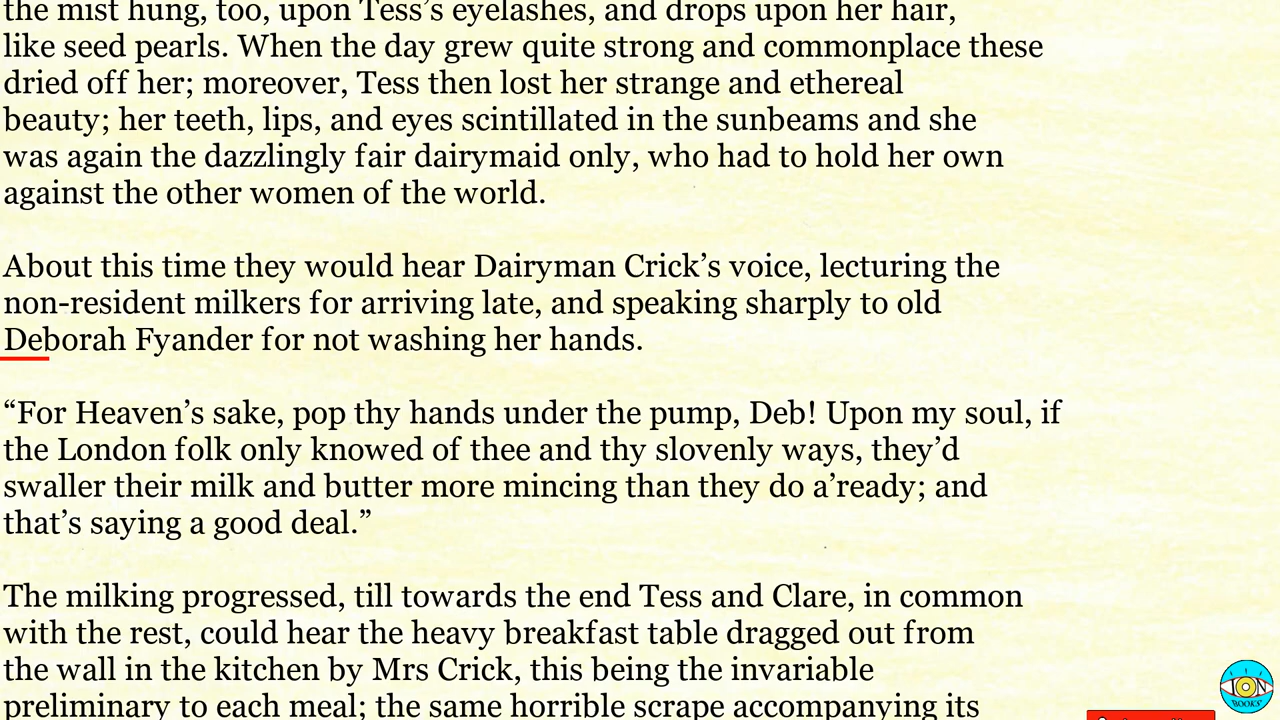 the mist hung, too, upon Tess’s eyelashes, and drops upon her hair,
like seed pearls. When the day grew quite strong and commonplace these
dried off her; moreover, Tess then lost her strange and ethereal
beauty; her teeth, lips, and eyes scintillated in the sunbeams and she
was again the dazzlingly fair dairymaid only, who had to hold her own
against the other women of the world.
About this time they would hear Dairyman Crick’s voice, lecturing the
non-resident milkers for arriving late, and speaking sharply to old
Deborah Fyander for not washing her hands.
“For Heaven’s sake, pop thy hands under the pump, Deb! Upon my soul, if
the London folk only knowed of thee and thy slovenly ways, they’d
swaller their milk and butter more mincing than they do a’ready; and
that’s saying a good deal.”
The milking progressed, till towards the end Tess and Clare, in common
with the rest, could hear the heavy breakfast table dragged out from
the wall in the kitchen by Mrs Crick, this being the invariable
preliminary to each meal; the same horrible scrape accompanying its
ION
BOOKS